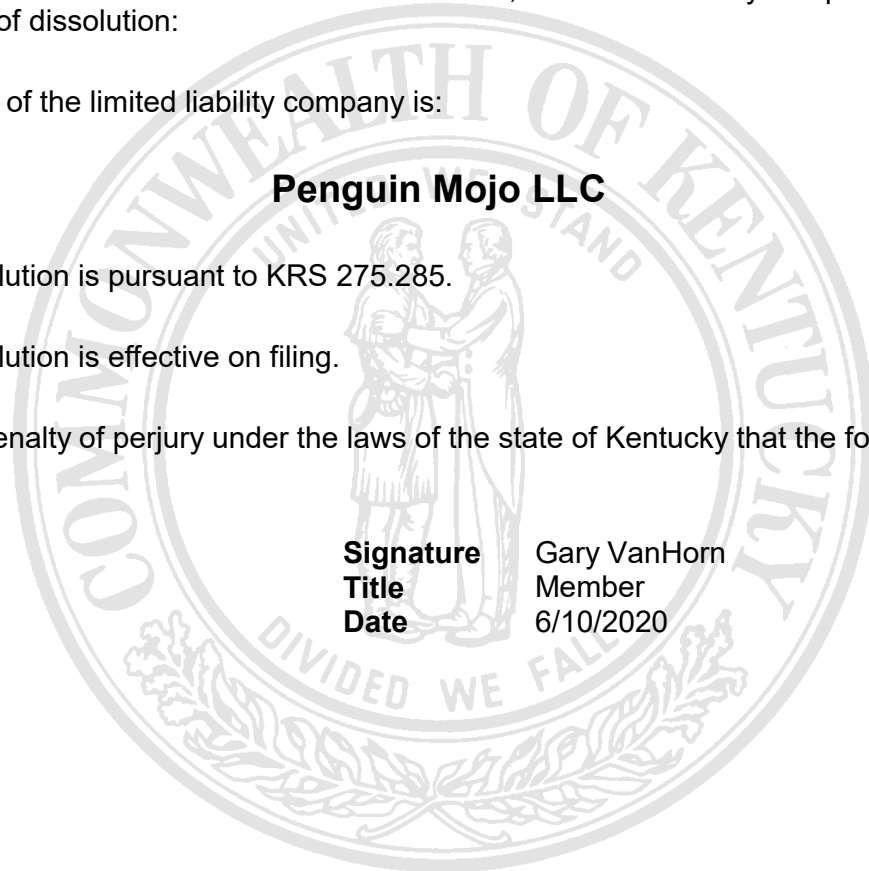 of dissolution:
of the limited liability company is:
Penguin Mojo LLC
lution is pursuant to KRS 275.285.
lution is effective on filing.
enalty of perjury under the laws of the state of Kentucky that the fo
Signature Gary VanHorn
Title Member
Date 6/10/2020
COMMONWEALTH OF KENTUCKY
UNITED WE STAND
DIVIDED WE FALL